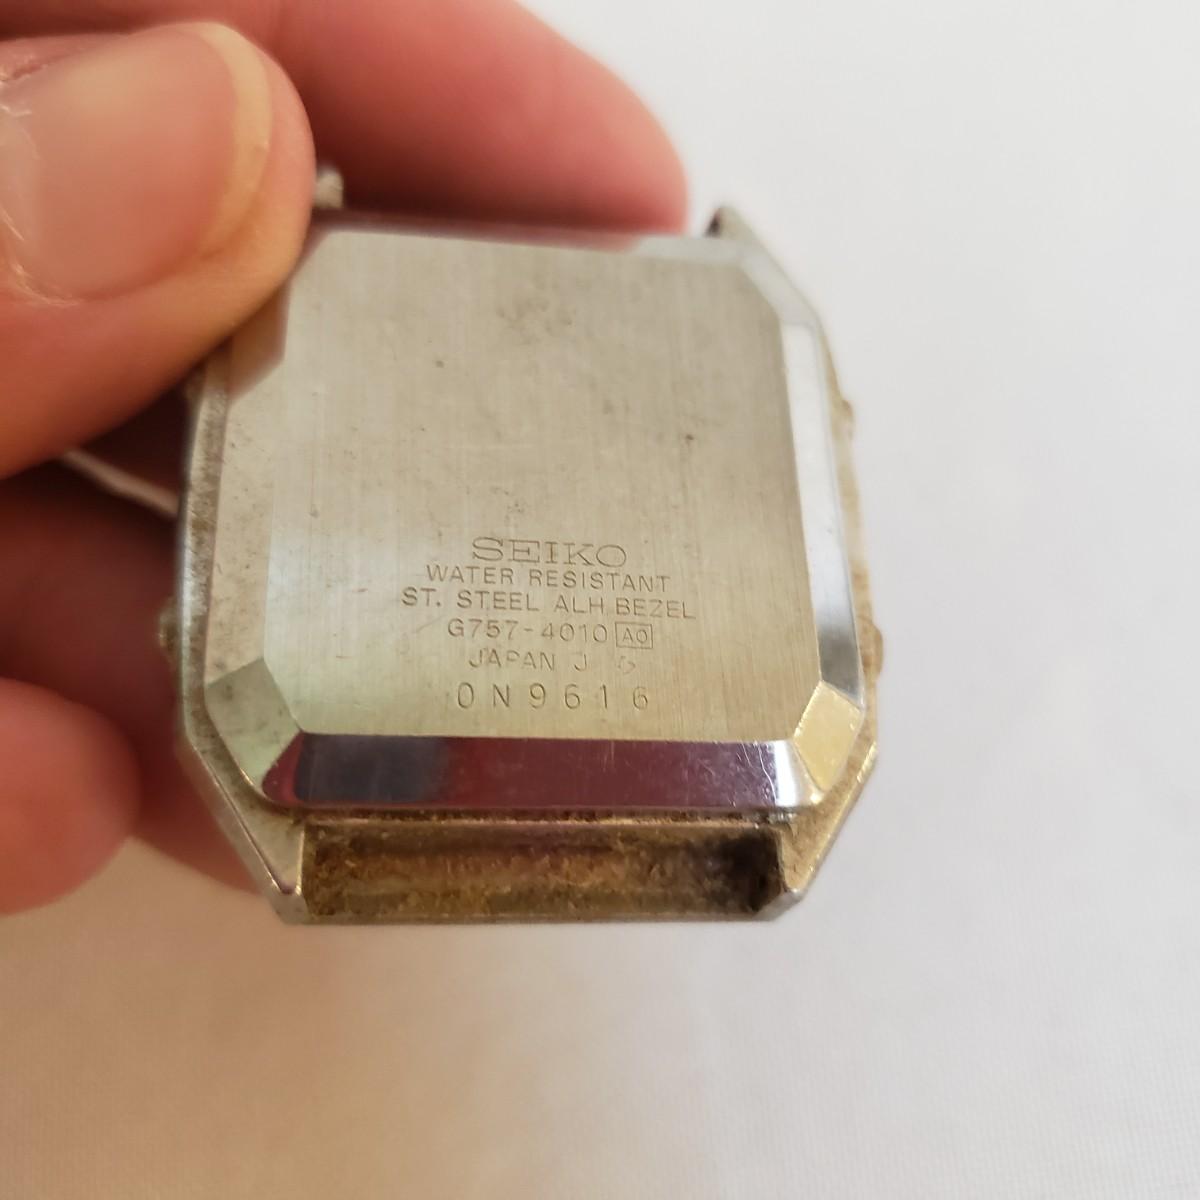 SEIKO
WATER RESISTANT
ST. STEEL ALH BEZEL
G757-4010 A0
JAPAN J
0N9616